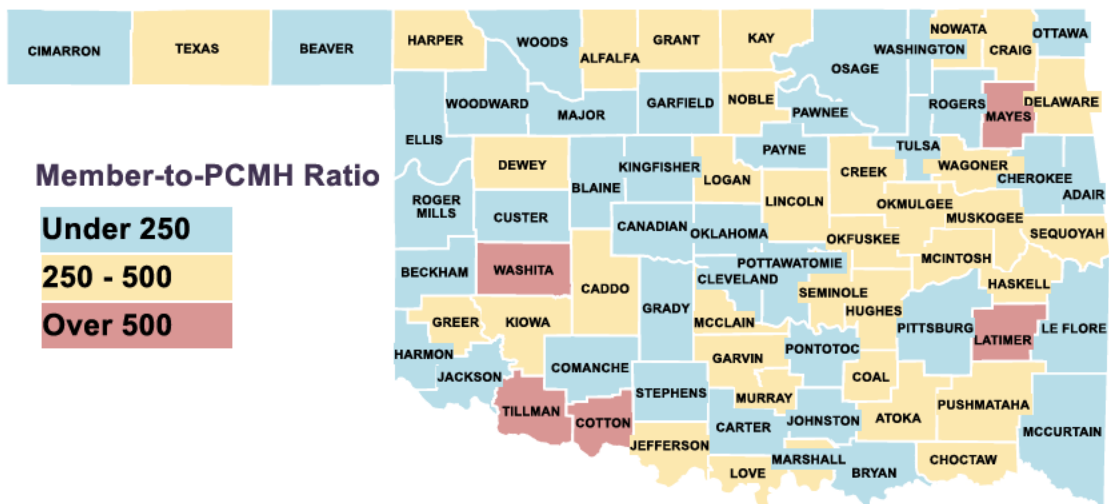 CIMARRON
TEXAS
BEAVER
HARPER
WOODS
ALFALFA
GRANT
KAY
OSAGE
WASHINGTON
NOWATA
CRAIG
OTTAWA
WOODWARD
MAJOR
GARFIELD
NOBLE
PAWNEE
ROGERS
MAYES
DELAWARE
ELLIS
DEWEY
BLAINE
KINGFISHER
LOGAN
PAYNE
CREEK
TULSA
WAGONER
CHEROKEE
ADAIR
Member-to-PCMH Ratio
Under 250
250 - 500
Over 500
ROGER
MILLS
CUSTER
CANADIAN
OKLAHOMA
LINCOLN
OKMULGEE
MUSKOGEE
SEQUOYAH
OKFUSKEE
MCINTOSH
BECKHAM
WASHITA
CADDO
GRADY
CLEVELAND
POTTAWATOMIE
SEMINOLE
HUGHES
HASKELL
PITTSBURG
LATIMER
LE FLORE
GREER
KIOWA
MCCLAIN
HARMON
JACKSON
COMANCHE
GARVIN
PONTOTOC
COAL
TILLMAN
COTTON
STEPHENS
MURRAY
CARTER
JOHNSTON
ATOKA
PUSHMATAHA
MCCURTAIN
JEFFERSON
LOVE
MARSHALL
BRYAN
CHOCTAW